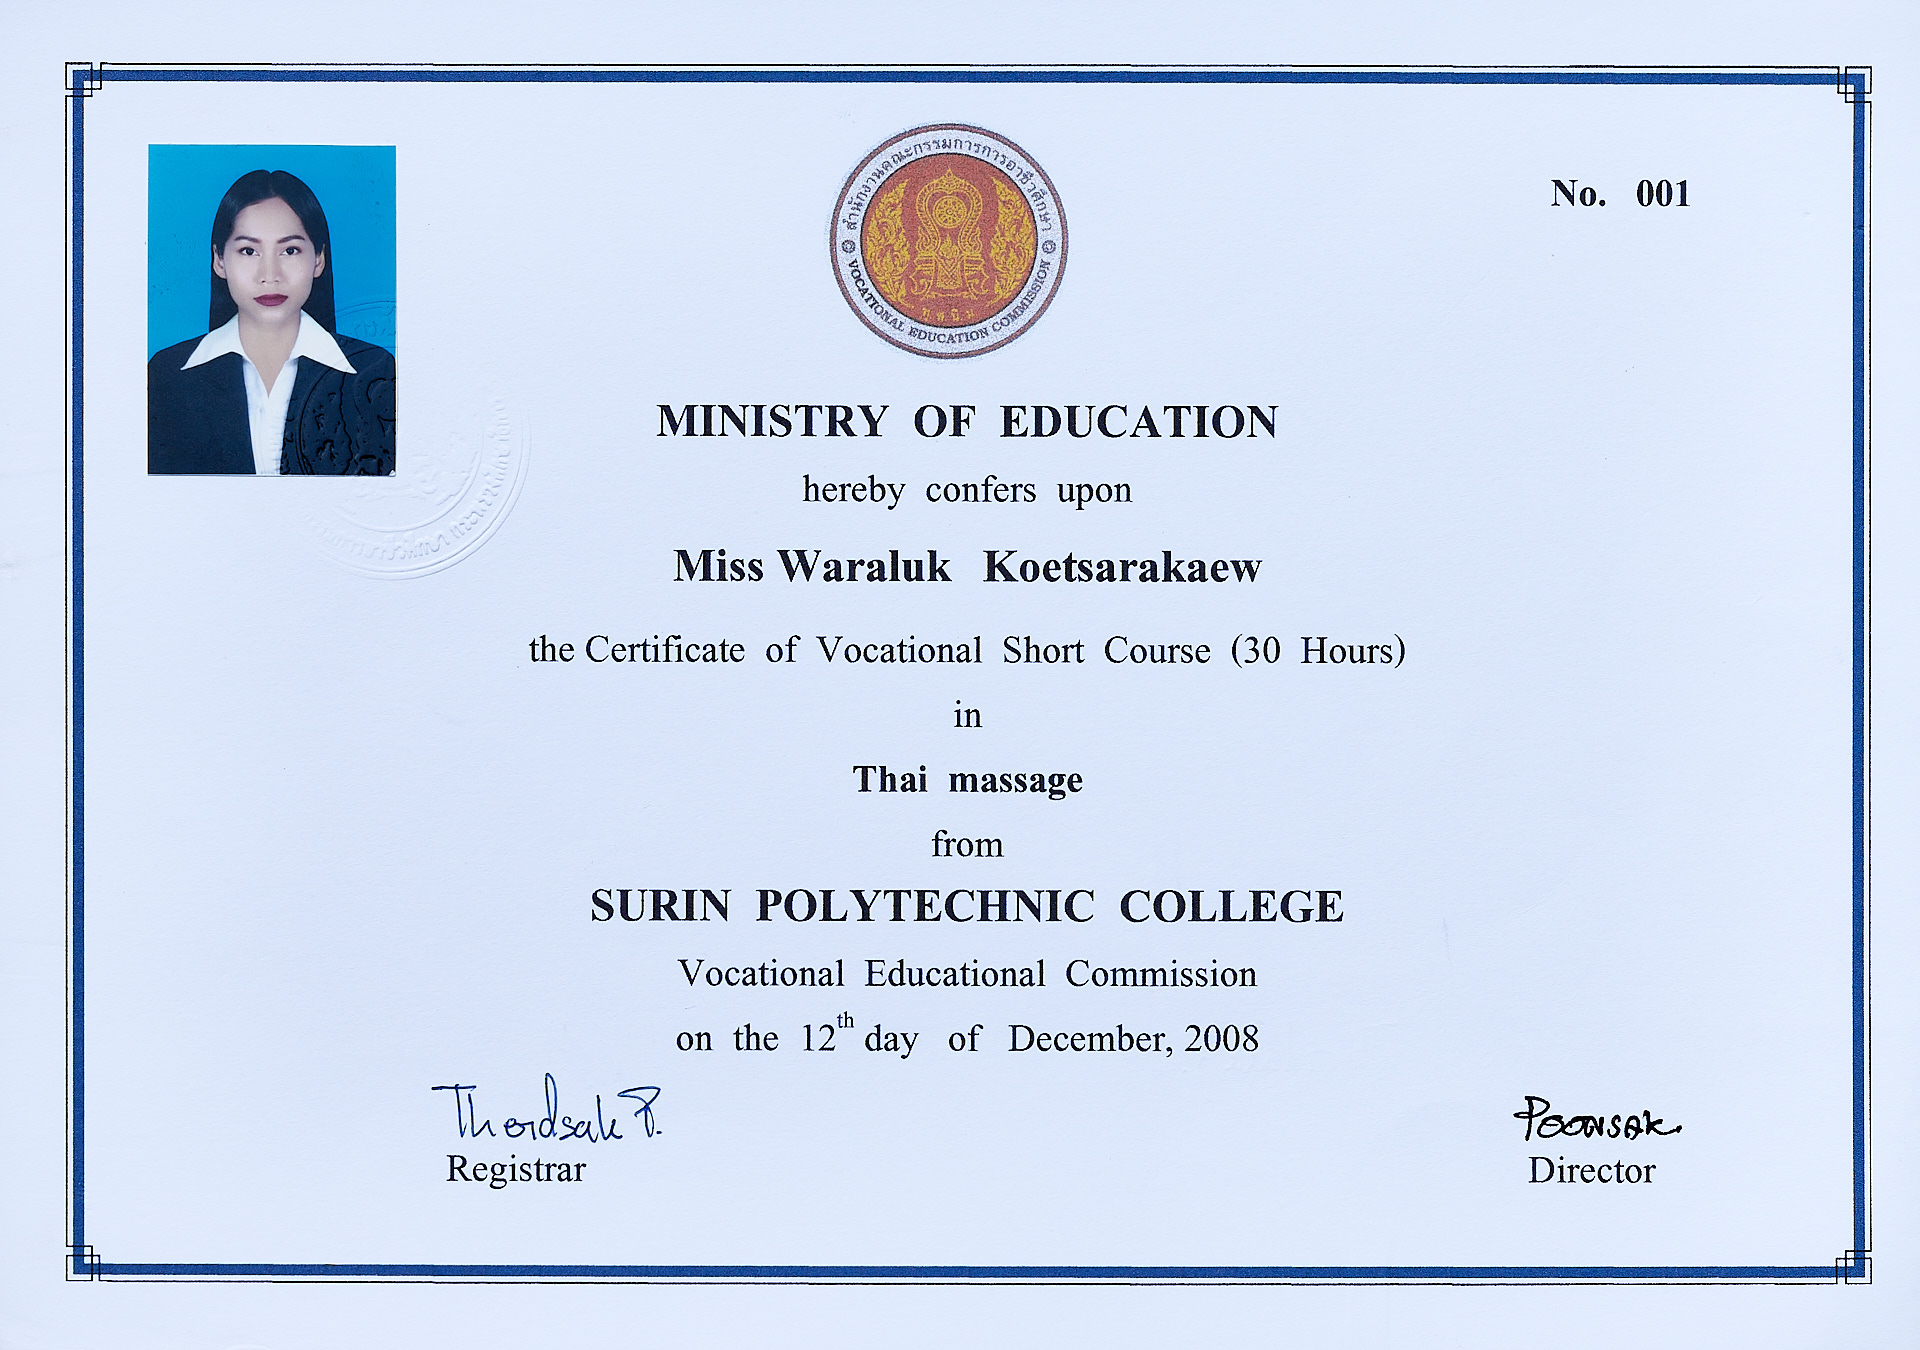 No. 001
สำนักงานคณะกรรมการการอาชีวศึกษา
VOCATIONAL EDUCATION COMMISSION
MINISTRY OF EDUCATION
hereby confers upon
Miss Waraluk Koetsarakaew
the Certificate of Vocational Short Course (30 Hours)
in
Thai massage
from
SURIN POLYTECHNIC COLLEGE
Vocational Educational Commission
on the 12th day of December, 2008
Therdsak P.
Registrar
POONSAK.
Director